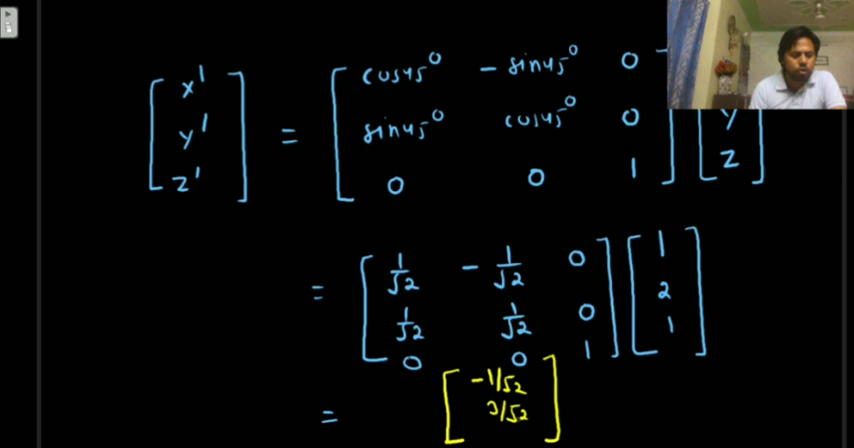 [x'] = [cos45° -sin45° 0]
[y'] [sin45° cos45° 0] [y]
[z'] [0 0 1] [z]
= [1/√2 -1/√2 0] [1]
[1/√2 1/√2 0] [2]
[0 0 1] [1]
= [-1/√2]
[3/√2]